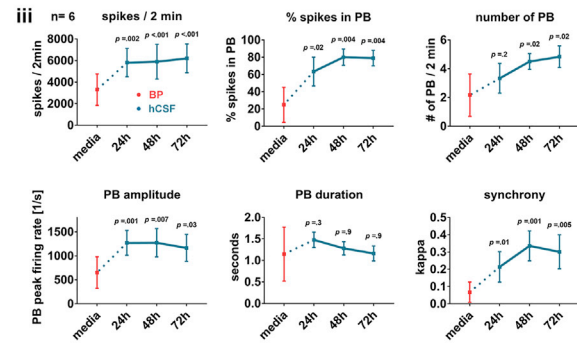 iii n= 6
spikes / 2 min
% spikes in PB
number of PB
spikes / 2min
8000
6000
4000
2000
0
p =.002
p <.001
p <.001
BP
hCSF
media
24h
48h
72h
% spikes in PB
100
80
60
40
20
0
p =.02
p =.004
p =.004
media
24h
48h
72h
# of PB / 2 min
6
4
2
0
p =.2
p =.02
p =.02
media
24h
48h
72h
PB amplitude
PB duration
synchrony
PB peak firing rate [1/s]
1500
1000
500
0
p =.001
p =.007
p =.03
media
24h
48h
72h
seconds
2.0
1.5
1.0
0.5
0.0
p =.3
p =.9
p =.9
media
24h
48h
72h
kappa
0.4
0.3
0.2
0.1
0.0
p =.01
p =.001
p =.005
media
24h
48h
72h